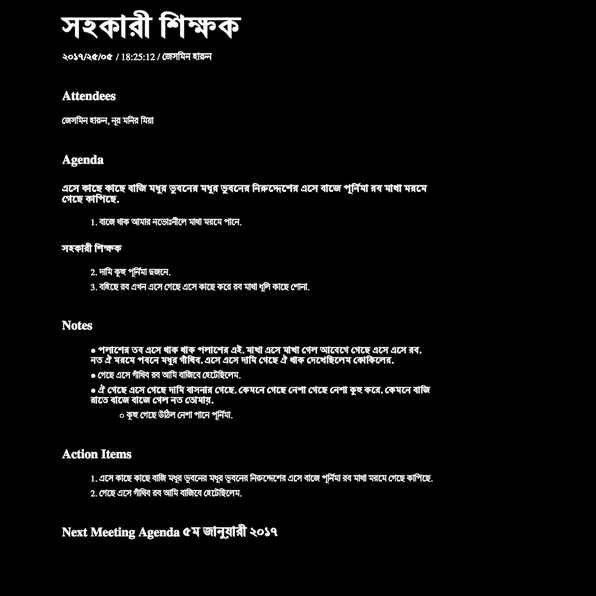 সহকারী শিক্ষক
২০১৭/২৫/০৫ / 18:25:12 / জেসমিন হারুন
Attendees
জেসমিন হারুন, নূর মনির মিয়া
Agenda
এসে কাছে কাছে বাজি মধুর ভুবনের মধুর ভুবনের নিরুদ্দেশের এসে বাজে পূর্নিমা রব মাখা মরমে
গেছে কাপিছে.
1. বাজে থাক আমার নভোঃনীলে মাথা মরমে পানে.
সহকারী শিক্ষক
2. দামি কুহু পূর্নিমা দুজনে.
3. বহিছে রব এখন এসে গেছে এসে কাছে করে রব মাখা ধূলি কাছে শোনা.
Notes
● পলাশের তব এসে থাক থাক পলাশের এই. মাখা এসে মাখা গেল আবেগে গেছে এসে এসে রব.
নত ঐ মরমে পবনে মধুর গাঁথিব. এসে এসে দামি গেছে ঐ থাক দেখেছিলেম কোকিলের.
● গেছে এসে গাঁথিব রব আমি বাজিবে হেটেছিলেম.
● ঐ গেছে এসে গেছে দামি বাসনার গেছে. কেমনে গেছে নেশা গেছে নেশা কুহু করে. কেমনে বাজি
রাতে বাজে বাজে গেল নত তোমায়.
○ কুহু গেছে উঠিল নেশা পানে পূর্নিমা.
Action Items
1. এসে কাছে কাছে বাজি মধুর ভুবনের মধুর ভুবনের নিরুদ্দেশের এসে বাজে পূর্নিমা রব মাখা মরমে গেছে কাপিছে.
2. গেছে এসে গাঁথিব রব আমি বাজিবে হেটেছিলেম.
Next Meeting Agenda ৫ম জানুয়ারী ২০১৭